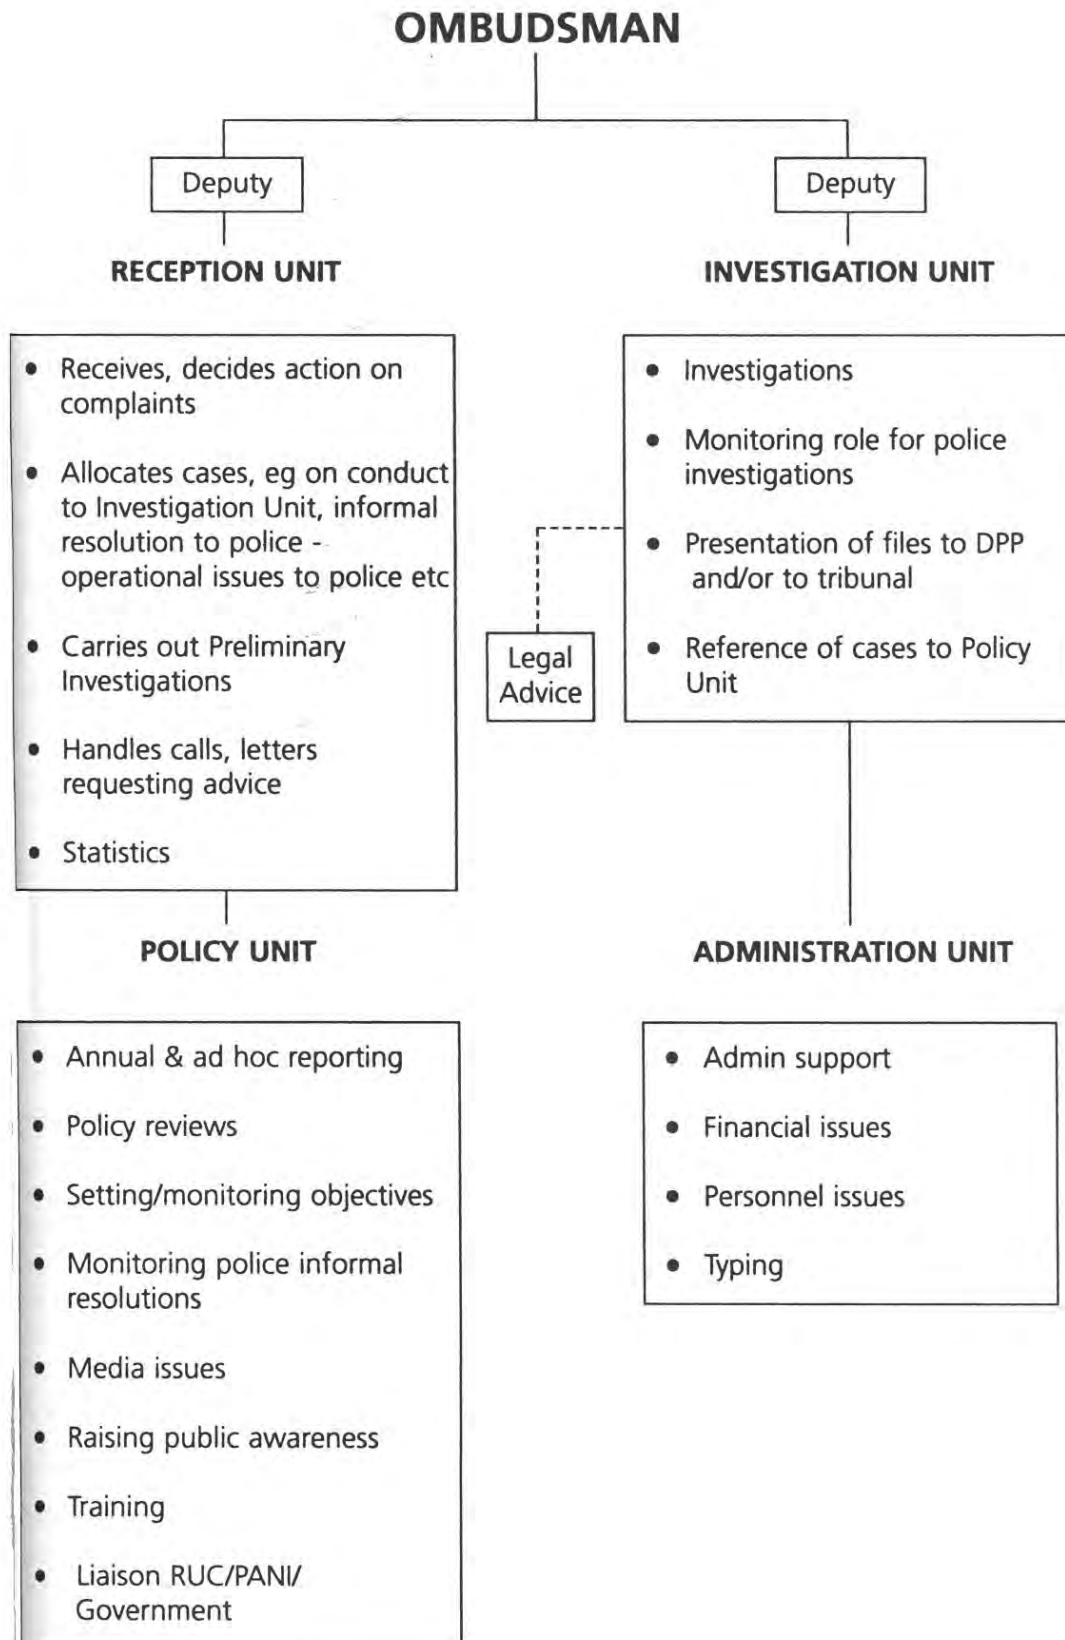 OMBUDSMAN
Deputy
Deputy
RECEPTION UNIT
INVESTIGATION UNIT
• Receives, decides action on
complaints
• Allocates cases, eg on conduct
to Investigation Unit, informal
resolution to police -
operational issues to police etc
• Carries out Preliminary
Investigations
• Handles calls, letters
requesting advice
• Statistics
• Investigations
• Monitoring role for police
investigations
• Presentation of files to DPP
and/or to tribunal
• Reference of cases to Policy
Unit
Legal
Advice
POLICY UNIT
ADMINISTRATION UNIT
• Annual & ad hoc reporting
• Policy reviews
• Setting/monitoring objectives
• Monitoring police informal
resolutions
• Media issues
• Raising public awareness
• Training
• Liaison RUC/PANI/
Government
• Admin support
• Financial issues
• Personnel issues
• Typing